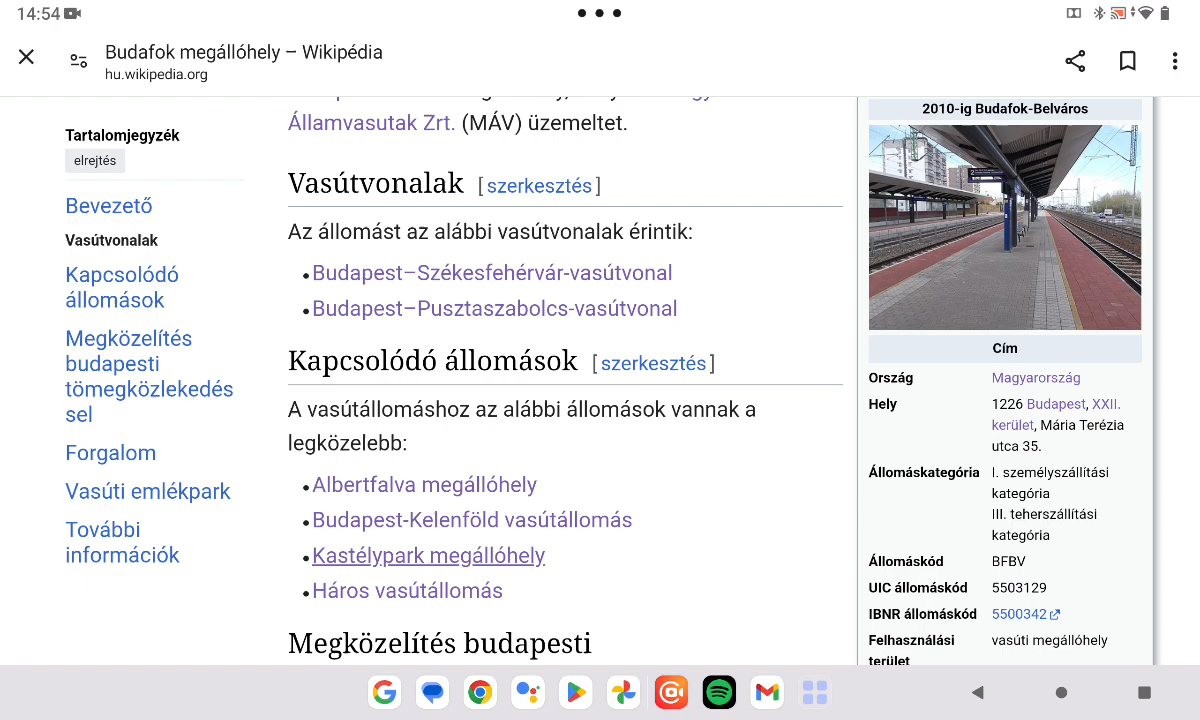 14:54
Budafok megállóhely – Wikipédia
hu.wikipedia.org
Tartalomjegyzék
elrejtés
Bevezető
Vasútvonalak
Kapcsolódó
állomások
Megközelítés
budapesti
tömegközlekedés
sel
Forgalom
Vasúti emlékpark
További
információk
Államvasutak Zrt. (MÁV) üzemeltet.
Vasútvonalak [szerkesztés]
Az állomást az alábbi vasútvonalak érintik:
Budapest–Székesfehérvár-vasútvonal
Budapest–Pusztaszabolcs-vasútvonal
Kapcsolódó állomások [szerkesztés]
A vasútállomáshoz az alábbi állomások vannak a
legközelebb:
Albertfalva megállóhely
Budapest-Kelenföld vasútállomás
Kastélypark megállóhely
Háros vasútállomás
Megközelítés budapesti
2010-ig Budafok-Belváros
Cím
Ország Magyarország
Hely 1226 Budapest, XXII.
kerület, Mária Terézia
utca 35.
Állomáskategória I. személyszállítási
kategória
III. teherszállítási
kategória
Állomáskód BFBV
UIC állomáskód 5503129
IBNR állomáskód 5500342
Felhasználási vasúti megállóhely
terület